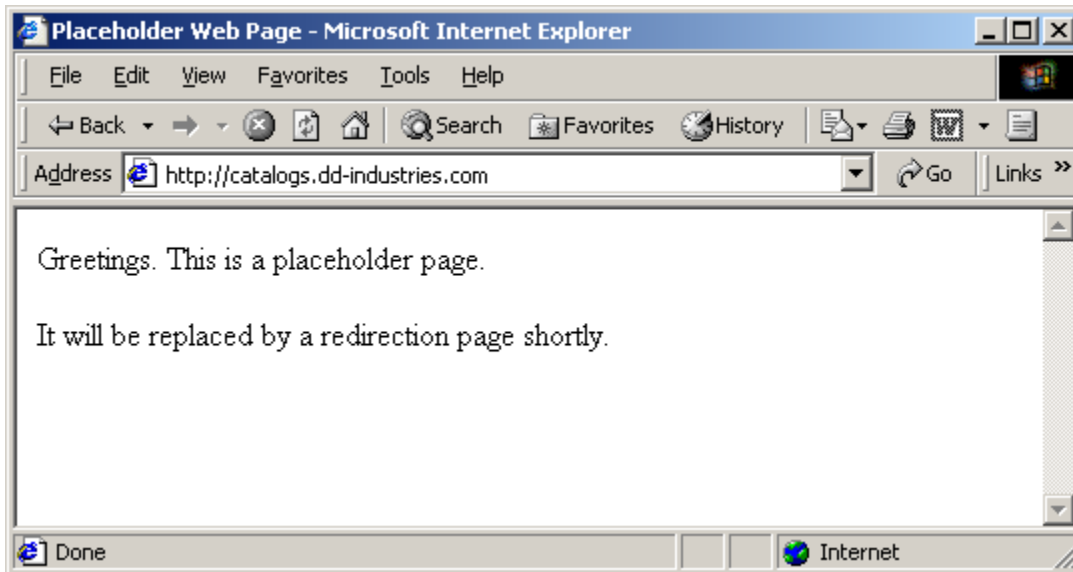 Placeholder Web Page - Microsoft Internet Explorer
File Edit View Favorites Tools Help
Back Search Favorites History
Address http://catalogs.dd-industries.com Go Links »
Greetings. This is a placeholder page.
It will be replaced by a redirection page shortly.
Done Internet